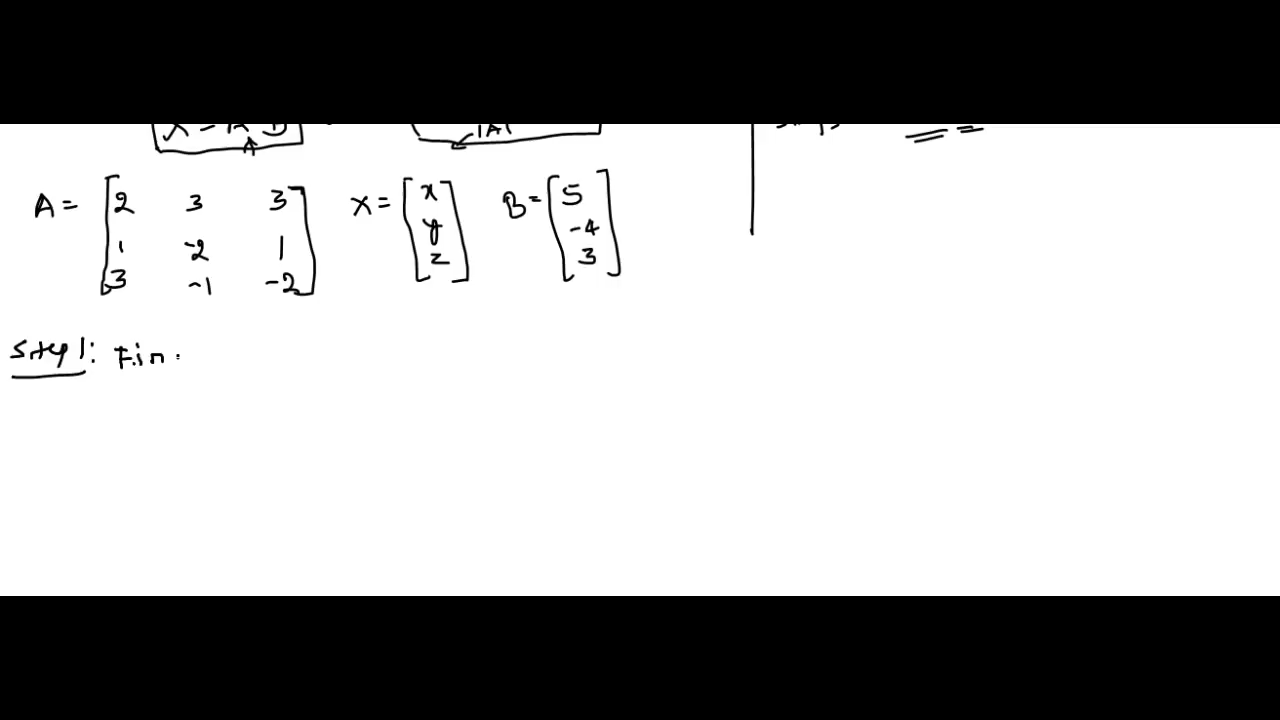 |A|
A = [2 3 3 X = [x B = [5
1 -2 1 y -4
3 -1 -2] z] 3]
Step 1: Fin